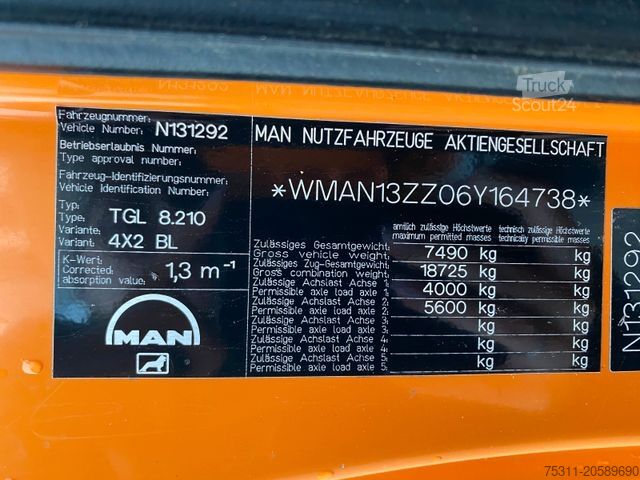 Truck
Scout24
Fahrzeugnummer:
Vehicle Number: N131292
Betriebserlaubnis Nummer:
Type approval number:
Fahrzeug-Identifizierungsnummer:
Vehicle Identification Number:
Typ:
Type: TGL 8.210
Variante:
Variant: 4X2 BL
K-Wert:
Corrected absorption value: 1,3 m⁻¹
MAN
MAN NUTZFAHRZEUGE AKTIENGESELLSCHAFT
*WMAN13ZZ06Y164738*
amtlich zulässige Höchstwerte technisch zulässige Höchstwerte
maximum permitted masses technically permitted masses
Zulässiges Gesamtgewicht:
Gross vehicle weight: 7490 kg kg
Zulässiges Zug-Gesamtgewicht:
Gross combination weight: 18725 kg kg
Zulässige Achslast Achse 1:
Permissible axle load axle 1: 4000 kg kg
Zulässige Achslast Achse 2:
Permissible axle load axle 2: 5600 kg kg
Zulässige Achslast Achse 3:
Permissible axle load axle 3: kg kg
Zulässige Achslast Achse 4:
Permissible axle load axle 4: kg kg
Zulässige Achslast Achse 5:
Permissible axle load axle 5: kg kg
N131292
75311-20589690